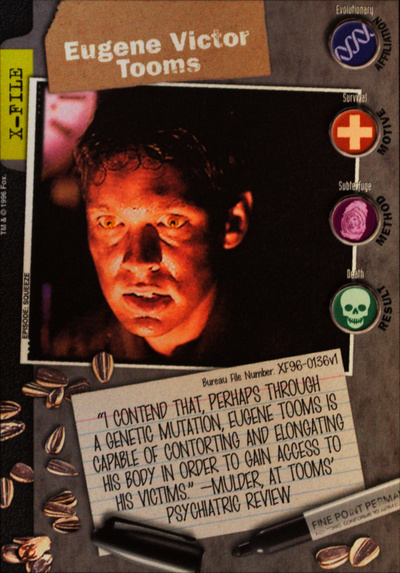 Eugene Victor
Tooms
X-FILE
TM & © 1996 Fox.
EPISODE: SQUEEZE
Evolutionary
AFFILIATION
Survival
MOTIVE
Subterfuge
METHOD
Death
RESULT
Bureau File Number: XF96-0136v1
"I CONTEND THAT, PERHAPS THROUGH
A GENETIC MUTATION, EUGENE TOOMS IS
CAPABLE OF CONTORTING AND ELONGATING
HIS BODY IN ORDER TO GAIN ACCESS TO
HIS VICTIMS." —MULDER, AT TOOMS'
PSYCHIATRIC REVIEW
FINE POINT PERMAN